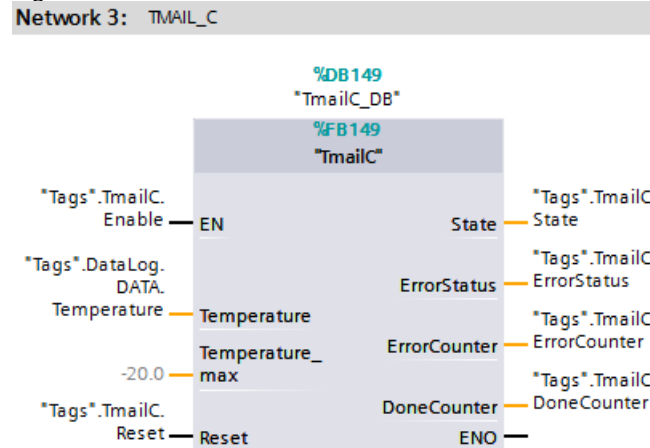 Network 3: TMAIL_C
%DB149
"TmailC_DB"
%FB149
"TmailC"
"Tags".TmailC.
Enable
EN
State
"Tags".TmailC
State
"Tags".DataLog.
DATA.
Temperature
Temperature
ErrorStatus
"Tags".TmailC
ErrorStatus
-20.0
Temperature_
max
ErrorCounter
"Tags".TmailC
ErrorCounter
"Tags".TmailC.
Reset
Reset
DoneCounter
"Tags".TmailC
DoneCounter
ENO